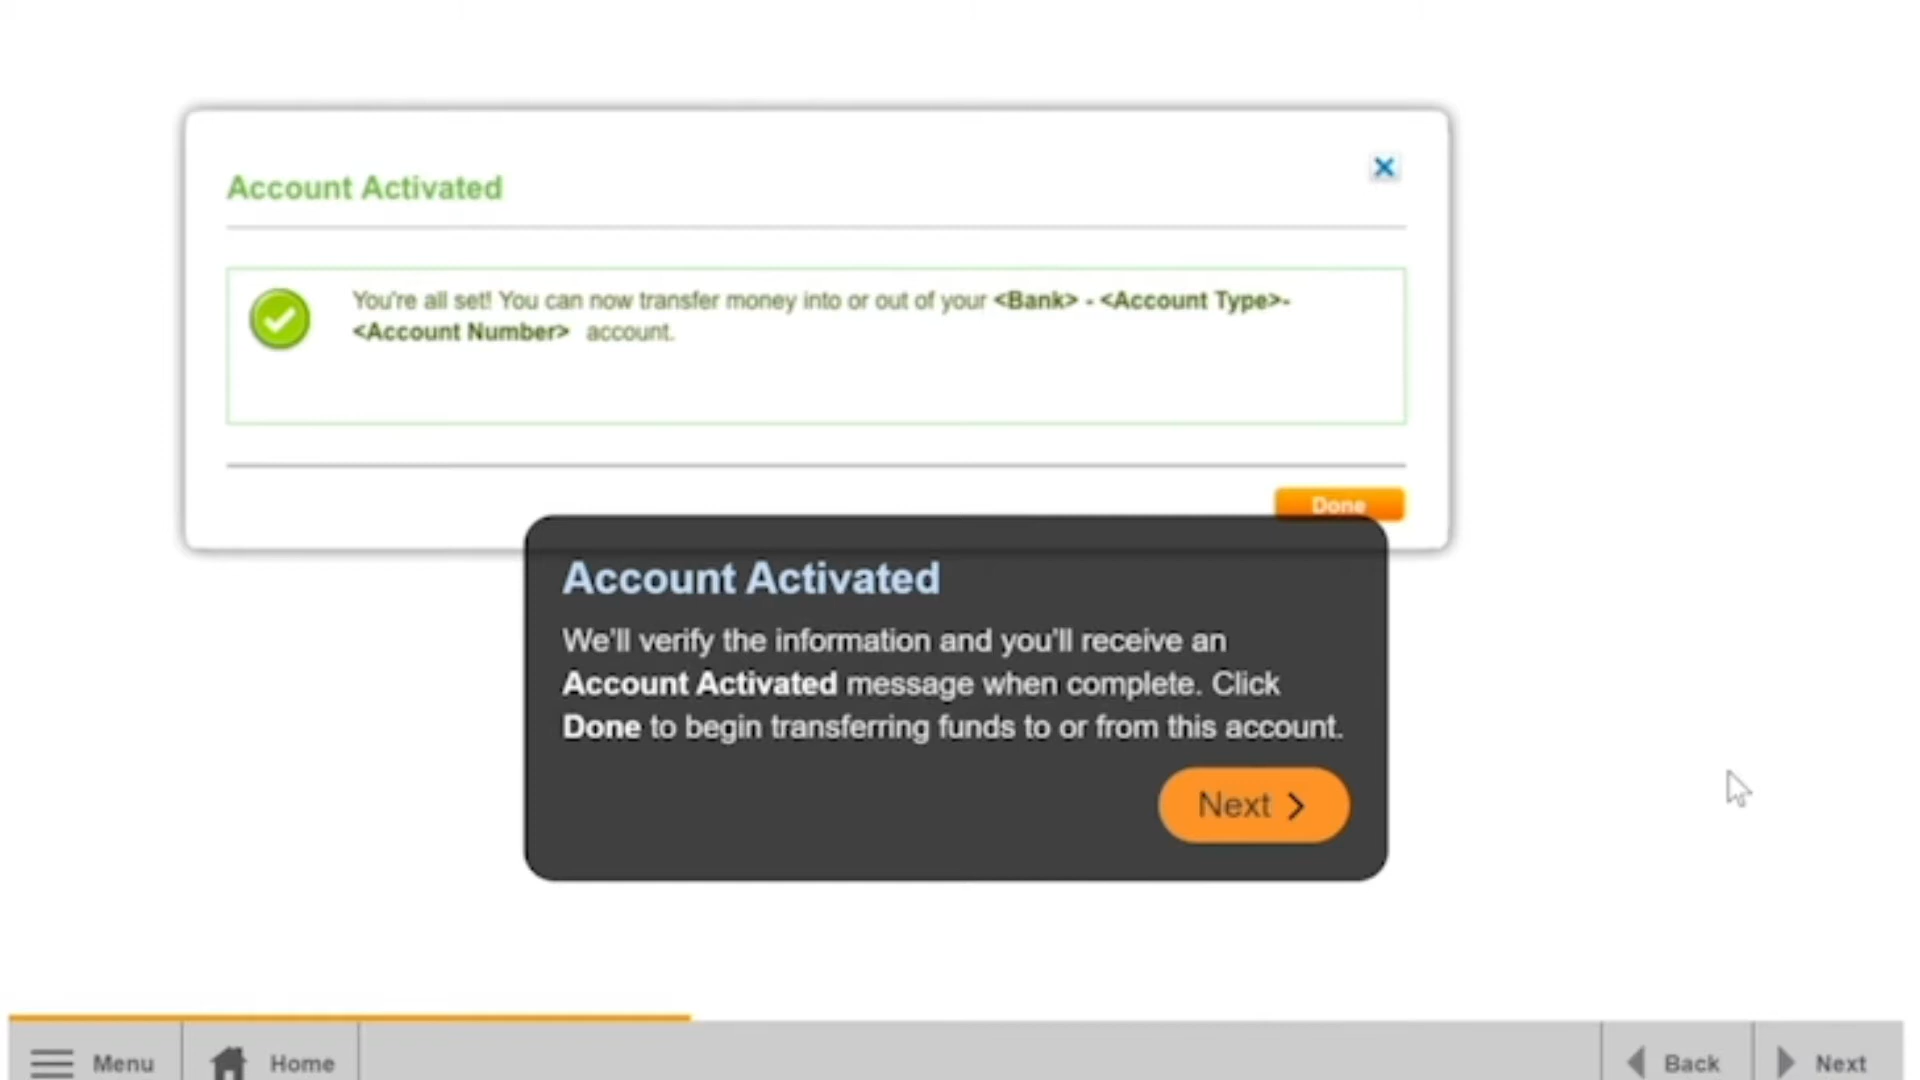 Account Activated
You're all set! You can now transfer money into or out of your <Bank> - <Account Type>-
<Account Number> account.
Done
Account Activated
We'll verify the information and you'll receive an
Account Activated message when complete. Click
Done to begin transferring funds to or from this account.
Next
Menu
Home
Back
Next